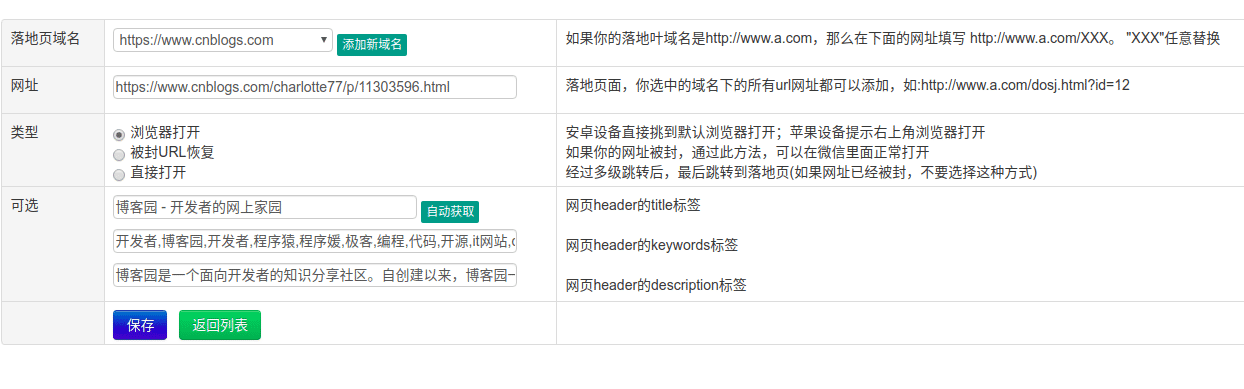 落地页域名
https://www.cnblogs.com
添加新域名
如果你的落地叶域名是http://www.a.com，那么在下面的网址填写 http://www.a.com/XXX。 "XXX"任意替换
网址
https://www.cnblogs.com/charlotte77/p/11303596.html
落地页面，你选中的域名下的所有url网址都可以添加，如:http://www.a.com/dosj.html?id=12
类型
浏览器打开
安卓设备直接挑到默认浏览器打开；苹果设备提示右上角浏览器打开
被封URL恢复
如果你的网址被封，通过此方法，可以在微信里面正常打开
直接打开
经过多级跳转后，最后跳转到落地页(如果网址已经被封，不要选择这种方式)
可选
博客园 - 开发者的网上家园
自动获取
网页header的title标签
开发者,博客园,开发者,程序猿,程序媛,极客,编程,代码,开源,it网站,
网页header的keywords标签
博客园是一个面向开发者的知识分享社区。自创建以来，博客园一
网页header的description标签
保存
返回列表